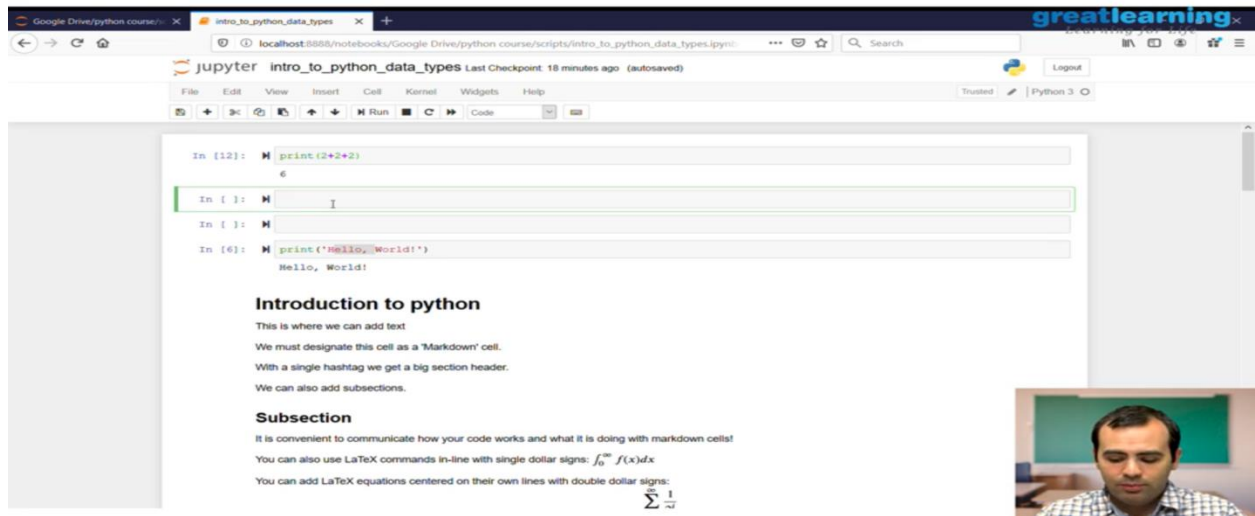 greatlearning
Learning for Life
Google Drive/python course/sc
intro_to_python_data_types
localhost:8888/notebooks/Google Drive/python course/scripts/intro_to_python_data_types.ipynb
Search
jupyter intro_to_python_data_types Last Checkpoint: 18 minutes ago (autosaved)
Logout
File Edit View Insert Cell Kernel Widgets Help
Trusted Python 3
Run Code
In [12]: print(2+2+2)
6
In [ ]:
In [ ]:
In [6]: print('Hello, World!')
Hello, World!
Introduction to python
This is where we can add text
We must designate this cell as a 'Markdown' cell.
With a single hashtag we get a big section header.
We can also add subsections.
Subsection
It is convenient to communicate how your code works and what it is doing with markdown cells!
You can also use LaTeX commands in-line with single dollar signs: ∫₀^∞ f(x)dx
You can add LaTeX equations centered on their own lines with double dollar signs: